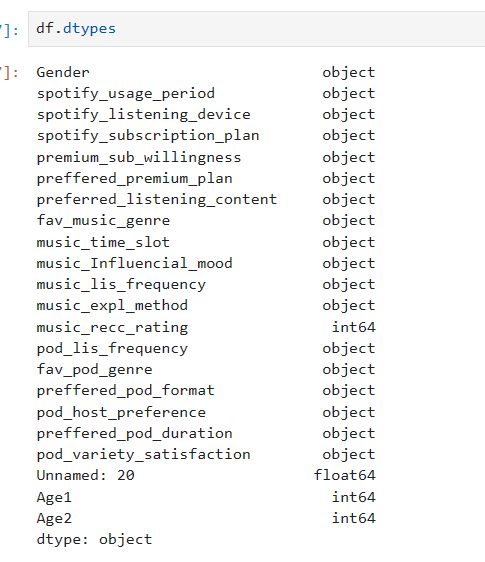 ]: df.dtypes
]: Gender object
spotify_usage_period object
spotify_listening_device object
spotify_subscription_plan object
premium_sub_willingness object
preffered_premium_plan object
preferred_listening_content object
fav_music_genre object
music_time_slot object
music_Influencial_mood object
music_lis_frequency object
music_expl_method object
music_recc_rating int64
pod_lis_frequency object
fav_pod_genre object
preffered_pod_format object
pod_host_preference object
preffered_pod_duration object
pod_variety_satisfaction object
Unnamed: 20 float64
Age1 int64
Age2 int64
dtype: object